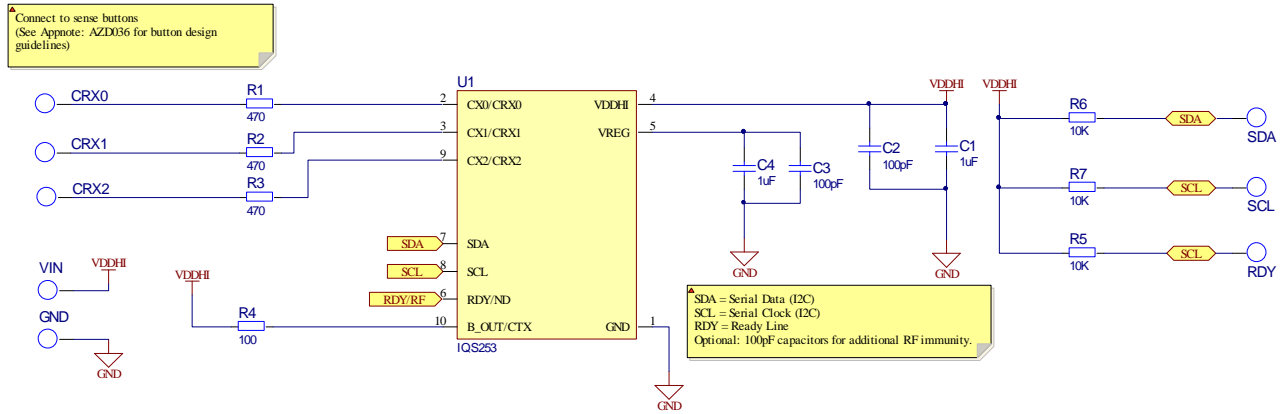 Connect to sense buttons
(See Appnote: AZD036 for button design
guidelines)
CRX0
R1
470
CRX1
R2
470
CRX2
R3
470
VIN
VDDHI
GND
GND
VDDHI
R4
100
U1
2
CX0/CRX0
3
CX1/CRX1
9
CX2/CRX2
SDA
7
SDA
SCL
8
SCL
RDY/RF
6
RDY/ND
10
B_OUT/CTX
IQS253
VDDHI
4
VREG
5
GND
1
GND
C4
1uF
C3
100pF
GND
C2
100pF
VDDHI
C1
1uF
GND
VDDHI
R6
10K
SDA
SDA
R7
10K
SCL
SCL
R5
10K
SCL
RDY
SDA = Serial Data (I2C)
SCL = Serial Clock (I2C)
RDY = Ready Line
Optional: 100pF capacitors for additional RF immunity.